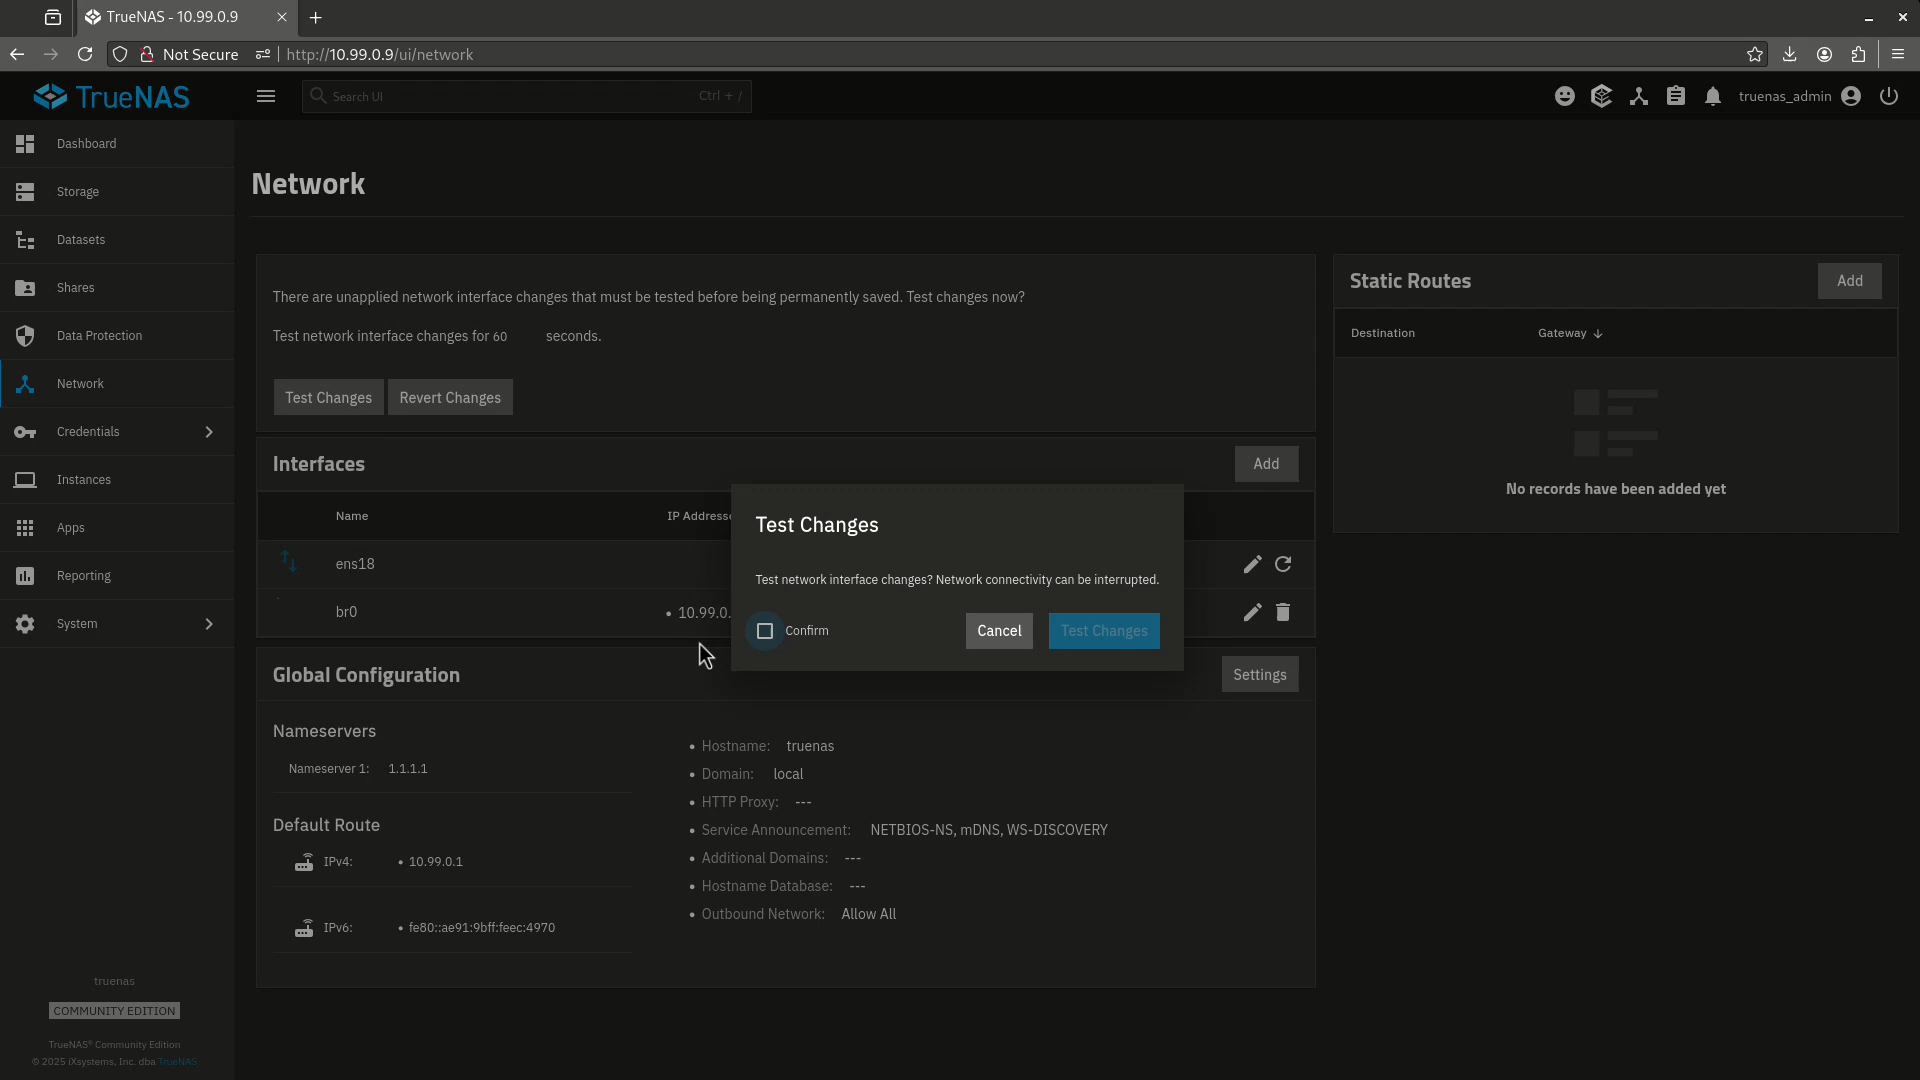 TrueNAS - 10.99.0.9
Not Secure
http://10.99.0.9/ui/network
TrueNAS
Search UI
Ctrl + /
truenas_admin
Dashboard
Storage
Datasets
Shares
Data Protection
Network
Credentials
Instances
Apps
Reporting
System
truenas
COMMUNITY EDITION
TrueNAS® Community Edition
© 2025 iXsystems, Inc. dba TrueNAS
Network
There are unapplied network interface changes that must be tested before being permanently saved. Test changes now?
Test network interface changes for 60 seconds.
Test Changes
Revert Changes
Interfaces
Add
Name
IP Addresse
ens18
br0
• 10.99.0.
Test Changes
Test network interface changes? Network connectivity can be interrupted.
Confirm
Cancel
Test Changes
Global Configuration
Settings
Nameservers
Nameserver 1: 1.1.1.1
Default Route
IPv4: • 10.99.0.1
IPv6: • fe80::ae91:9bff:feec:4970
• Hostname: truenas
• Domain: local
• HTTP Proxy: ---
• Service Announcement: NETBIOS-NS, mDNS, WS-DISCOVERY
• Additional Domains: ---
• Hostname Database: ---
• Outbound Network: Allow All
Static Routes
Add
Destination
Gateway
No records have been added yet